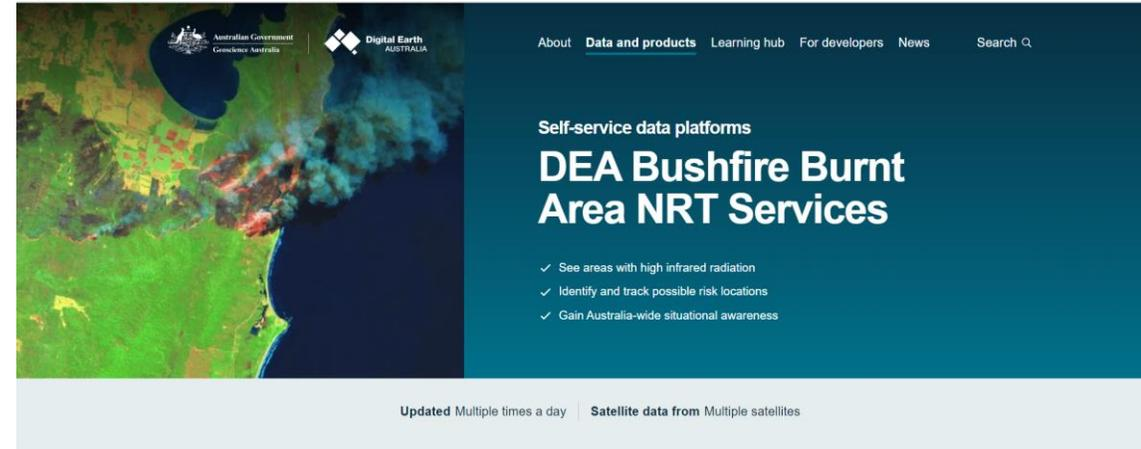 Australian Government
Geoscience Australia
Digital Earth
AUSTRALIA
About Data and products Learning hub For developers News Search
Self-service data platforms
DEA Bushfire Burnt
Area NRT Services
See areas with high infrared radiation
Identify and track possible risk locations
Gain Australia-wide situational awareness
Updated Multiple times a day Satellite data from Multiple satellites